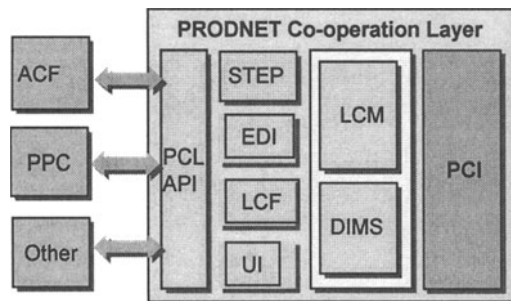 PRODNET Co-operation Layer
ACF
PPC
Other
PCL
API
STEP
EDI
LCF
UI
LCM
DIMS
PCI